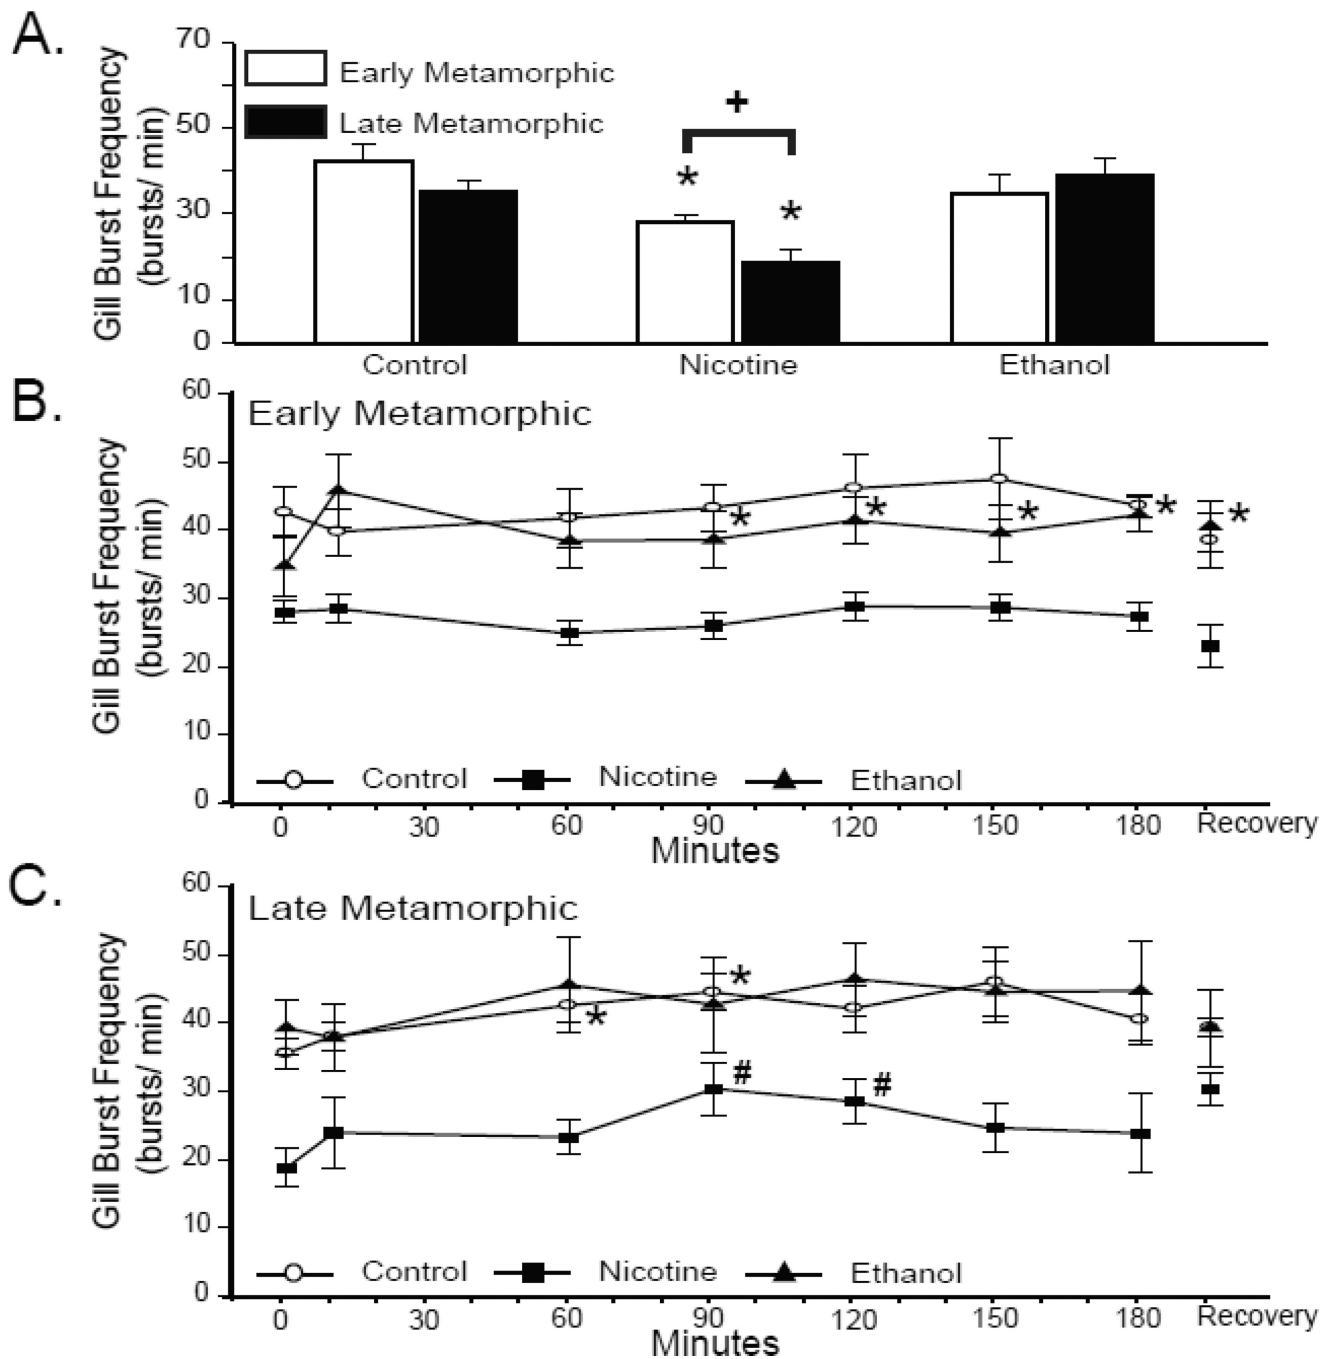 A.
Gill Burst Frequency
(bursts/ min)
70
50
30
10
0
Early Metamorphic
Late Metamorphic
+
*
*
Control Nicotine Ethanol
B.
Gill Burst Frequency
(bursts/ min)
60
50
40
30
20
10
0
Early Metamorphic
* * * * *
Control Nicotine Ethanol
0 30 60 90 120 150 180 Recovery
Minutes
C.
Gill Burst Frequency
(bursts/ min)
60
50
40
30
20
10
0
Late Metamorphic
*
*
# #
Control Nicotine Ethanol
0 30 60 90 120 150 180 Recovery
Minutes